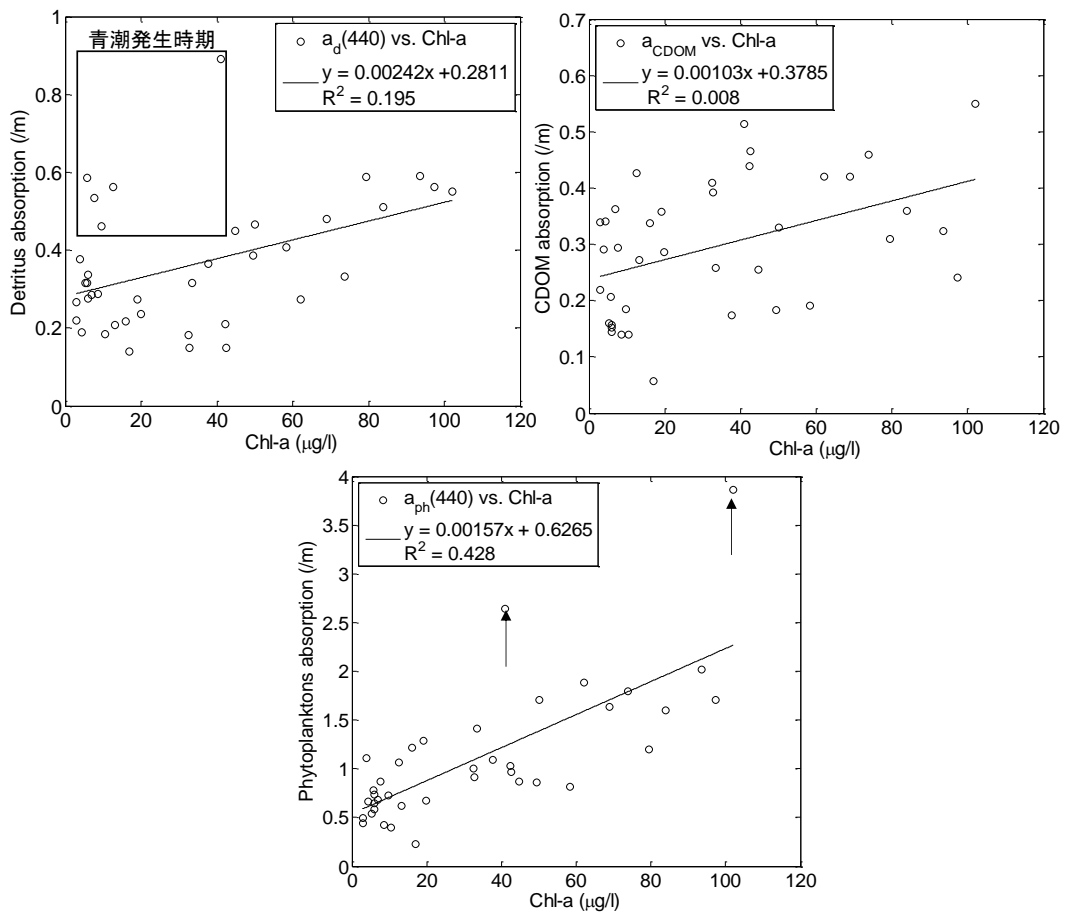 青潮発生時期
a_d(440) vs. Chl-a
y = 0.00242x +0.2811
R^2 = 0.195
1
0.8
0.6
0.4
0.2
0
Detritus absorption (/m)
0 20 40 60 80 100 120
Chl-a (μg/l)
a_CDOM vs. Chl-a
y = 0.00103x +0.3785
R^2 = 0.008
0.7
0.6
0.5
0.4
0.3
0.2
0.1
0
CDOM absorption (/m)
0 20 40 60 80 100 120
Chl-a (μg/l)
a_ph(440) vs. Chl-a
y = 0.00157x + 0.6265
R^2 = 0.428
4
3.5
3
2.5
2
1.5
1
0.5
0
Phytoplanktons absorption (/m)
0 20 40 60 80 100 120
Chl-a (μg/l)